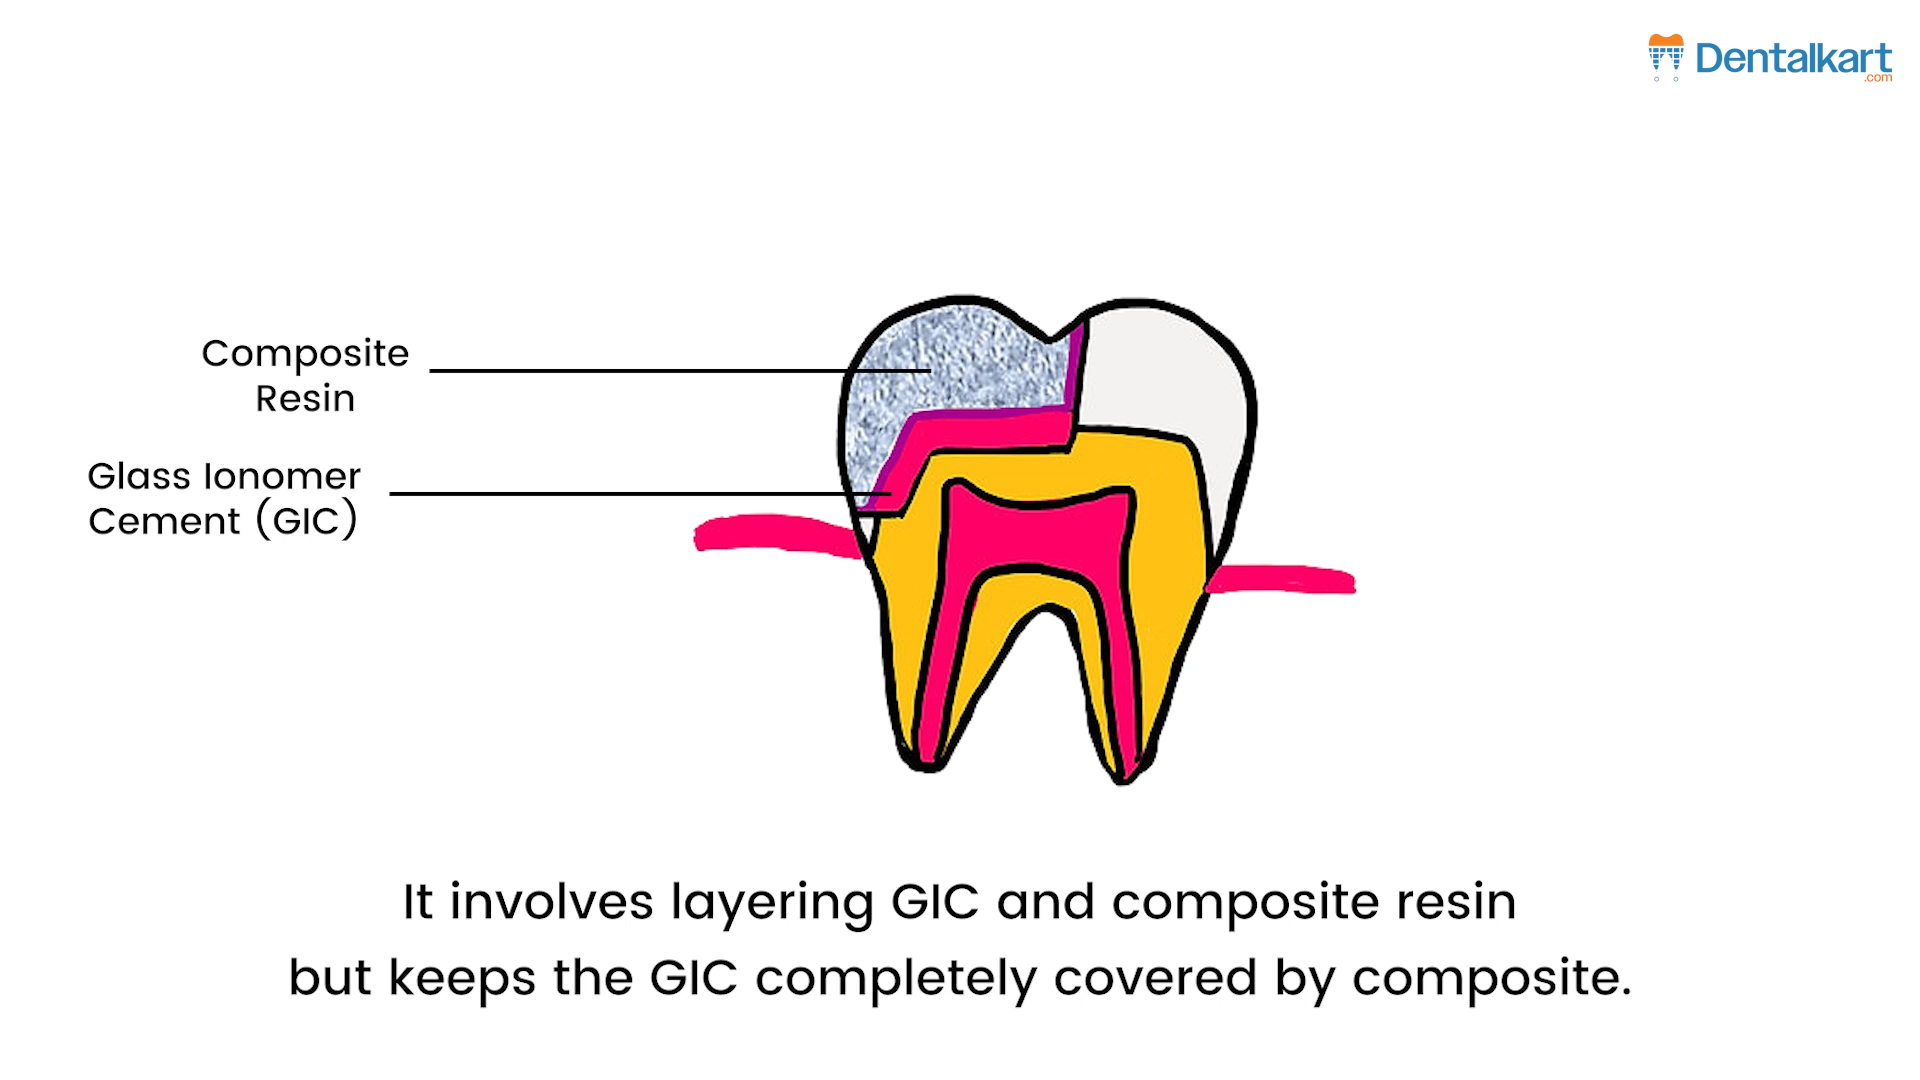 Dentalkart
.com
Composite
Resin
Glass Ionomer
Cement (GIC)
It involves layering GIC and composite resin
but keeps the GIC completely covered by composite.